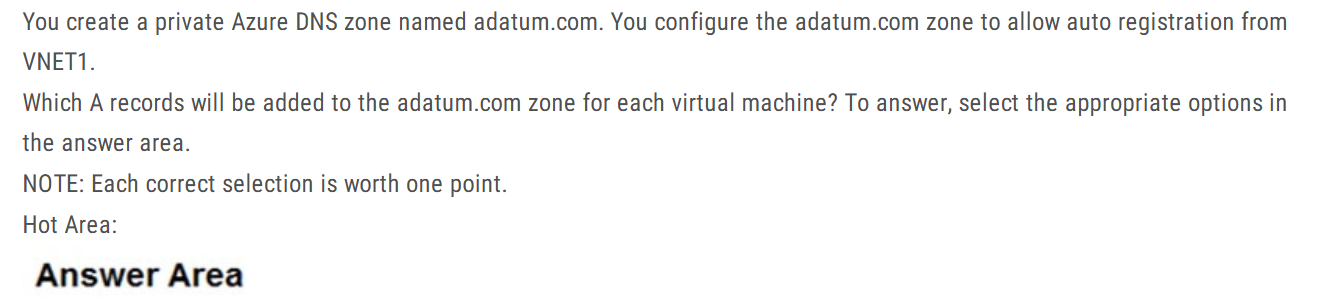 You create a private Azure DNS zone named adatum.com. You configure the adatum.com zone to allow auto registration from
VNET1.
Which A records will be added to the adatum.com zone for each virtual machine? To answer, select the appropriate options in
the answer area.
NOTE: Each correct selection is worth one point.
Hot Area:
Answer Area